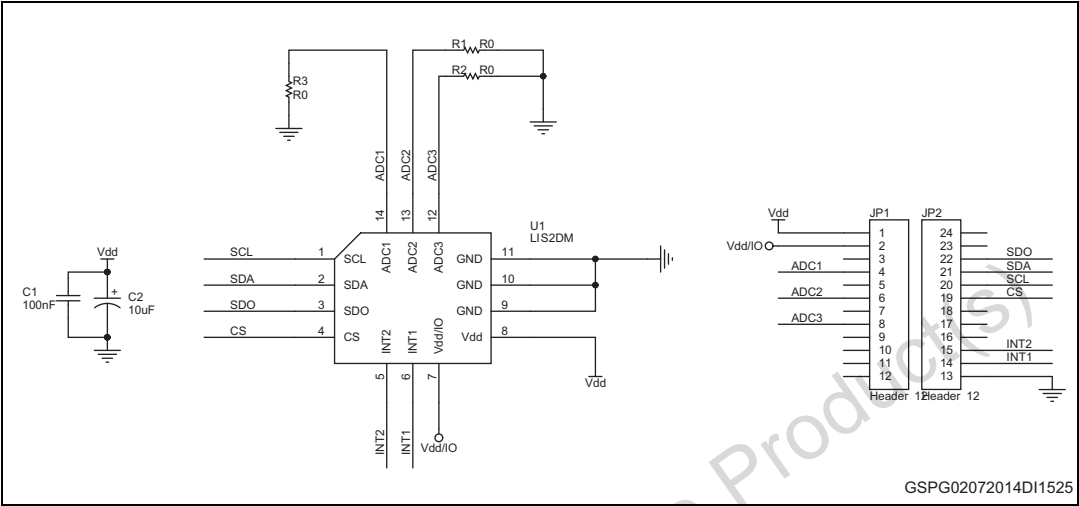 R1 R0
R2 R0
R3
R0
ADC1
ADC2
ADC3
14
13
12
U1
LIS2DM
SCL 1 SCL
SDA 2 SDA
SDO 3 SDO
CS 4 CS
ADC1
ADC2
ADC3
GND 11
GND 10
GND 9
Vdd 8
INT2
INT1
Vdd/IO
5
6
7
INT2
INT1
Vdd/IO
Vdd
Vdd
C1
100nF
+
C2
10uF
JP1
JP2
Vdd
Vdd/IO
ADC1
ADC2
ADC3
1
2
3
4
5
6
7
8
9
10
11
12
Header 12
24
23
22 SDO
21 SDA
20 SCL
19 CS
18
17
16
15 INT2
14 INT1
13
Header 12
Product(s)
GSPG02072014DI1525